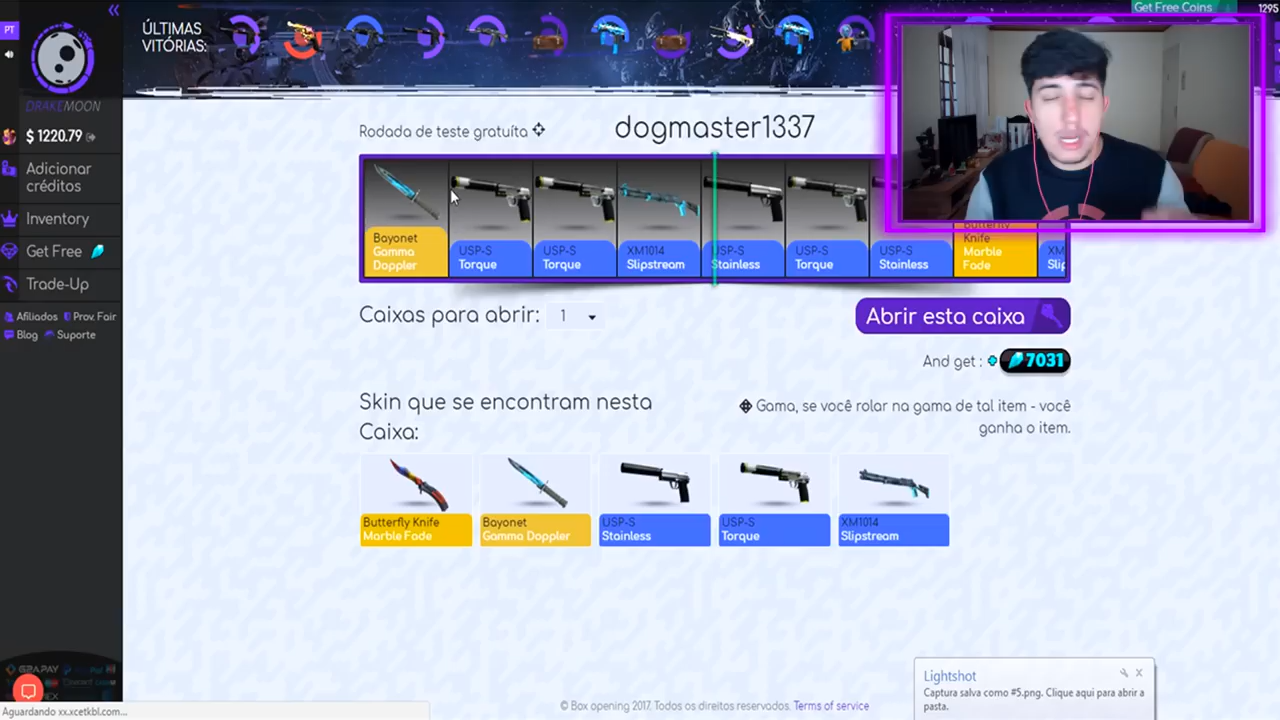 Get Free Coins
1295
PT
ÚLTIMAS
VITÓRIAS:
DRAKEMOON
$ 1220.79
Adicionar
créditos
Inventory
Get Free
Trade-Up
Afiliados
Prov. Fair
Blog
Suporte
Rodada de teste gratuíta
dogmaster1337
Bayonet
Gamma
Doppler
USP-S
Torque
USP-S
Torque
XM1014
Slipstream
USP-S
Stainless
USP-S
Torque
USP-S
Stainless
Butterfly
Knife
Marble
Fade
XM
Slip
Caixas para abrir: 1
Abrir esta caixa
And get : 7031
Skin que se encontram nesta
Caixa:
Gama, se você rolar na gama de tal item - você
ganha o item.
Butterfly Knife
Marble Fade
Bayonet
Gamma Doppler
USP-S
Stainless
USP-S
Torque
XM1014
Slipstream
G2A PAY
Lightshot
Captura salva como #5.png. Clique aqui para abrir a
pasta.
© Box opening 2017. Todos os direitos reservados. Terms of service
Aguardando xx.xcetkbl.com...